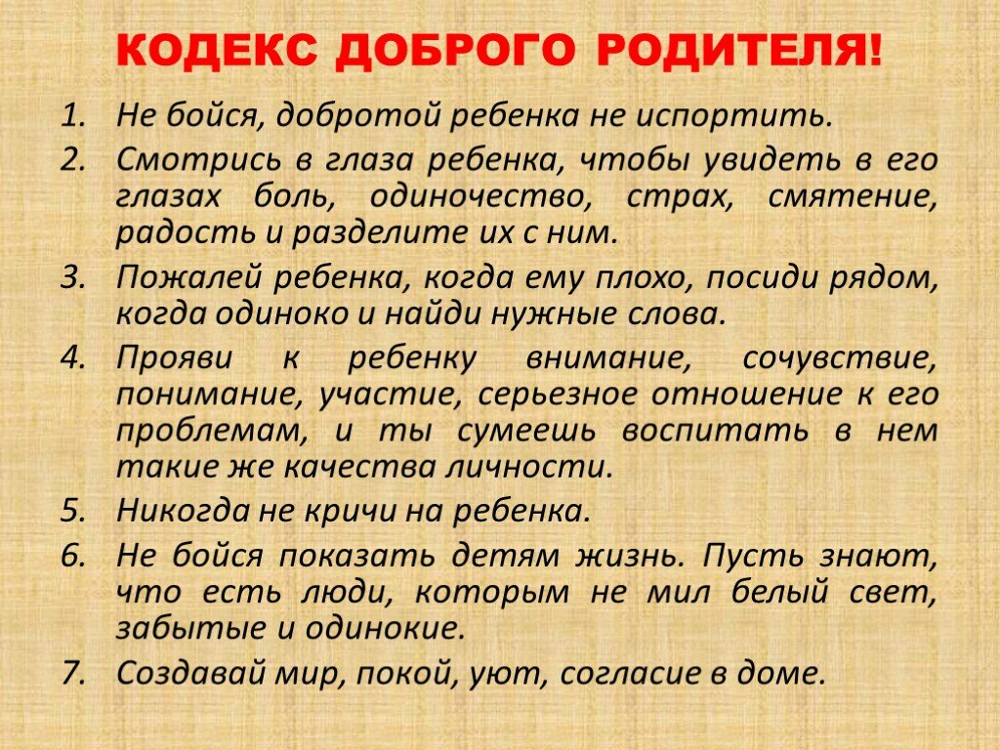 КОДЕКС ДОБРОГО РОДИТЕЛЯ!
1. Не бойся, добротой ребенка не испортить.
2. Смотрись в глаза ребенка, чтобы увидеть в его
глазах боль, одиночество, страх, смятение,
радость и разделите их с ним.
3. Пожалей ребенка, когда ему плохо, посиди рядом,
когда одиноко и найди нужные слова.
4. Прояви к ребенку внимание, сочувствие,
понимание, участие, серьезное отношение к его
проблемам, и ты сумеешь воспитать в нем
такие же качества личности.
5. Никогда не кричи на ребенка.
6. Не бойся показать детям жизнь. Пусть знают,
что есть люди, которым не мил белый свет,
забытые и одинокие.
7. Создавай мир, покой, уют, согласие в доме.